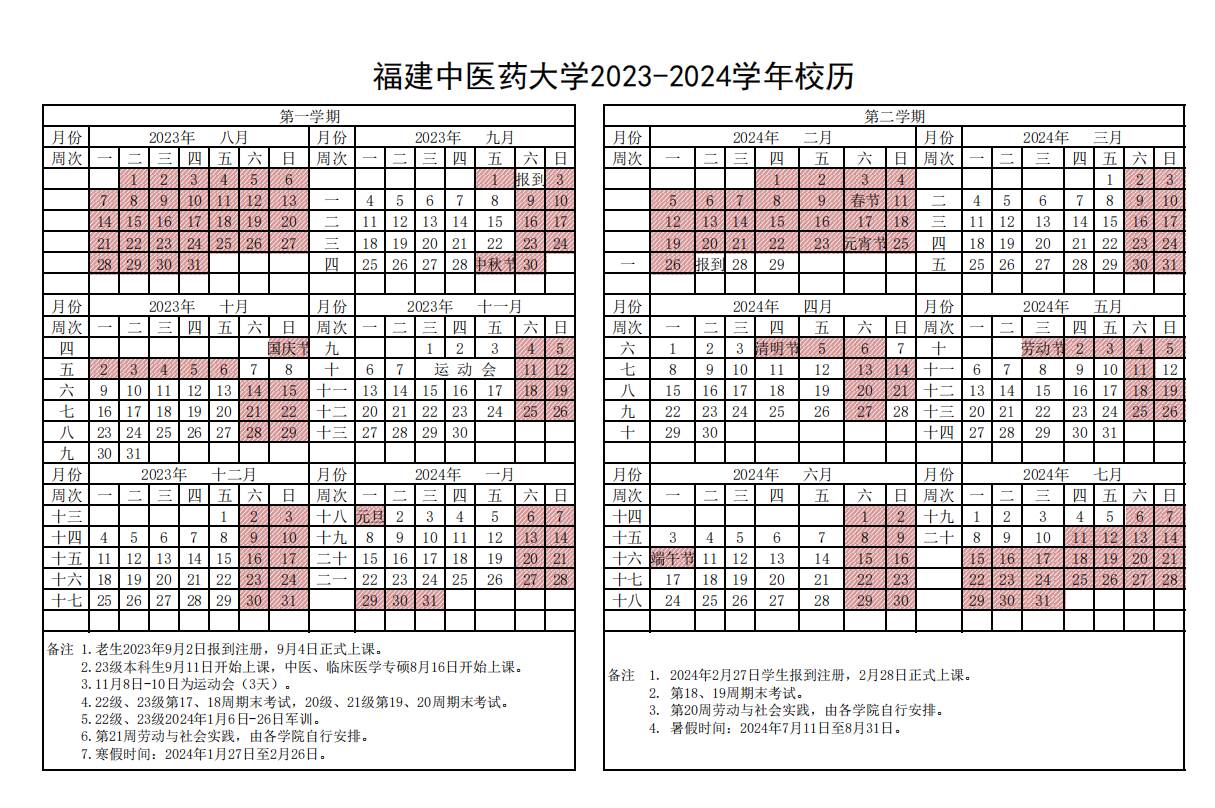 福建中医药大学2023-2024学年校历
第一学期
月份 2023年 八月 月份 2023年 九月
周次 一 二 三 四 五 六 日 周次 一 二 三 四 五 六 日
1 2 3 4 5 6 1 报到 3
7 8 9 10 11 12 13 一 4 5 6 7 8 9 10
14 15 16 17 18 19 20 二 11 12 13 14 15 16 17
21 22 23 24 25 26 27 三 18 19 20 21 22 23 24
28 29 30 31 四 25 26 27 28 中秋节 30
月份 2023年 十月 月份 2023年 十一月
周次 一 二 三 四 五 六 日 周次 一 二 三 四 五 六 日
四 国庆节 九 1 2 3 4 5
五 2 3 4 5 6 7 8 十 6 7 运动会 11 12
六 9 10 11 12 13 14 15 十一 13 14 15 16 17 18 19
七 16 17 18 19 20 21 22 十二 20 21 22 23 24 25 26
八 23 24 25 26 27 28 29 十三 27 28 29 30
九 30 31
月份 2023年 十二月 月份 2024年 一月
周次 一 二 三 四 五 六 日 周次 一 二 三 四 五 六 日
十三 1 2 3 十八 元旦 2 3 4 5 6 7
十四 4 5 6 7 8 9 10 十九 8 9 10 11 12 13 14
十五 11 12 13 14 15 16 17 二十 15 16 17 18 19 20 21
十六 18 19 20 21 22 23 24 二一 22 23 24 25 26 27 28
十七 25 26 27 28 29 30 31 29 30 31
备注 1.老生2023年9月2日报到注册，9月4日正式上课。
2.23级本科生9月11日开始上课，中医、临床医学专硕8月16日开始上课。
3.11月8日-10日为运动会（3天）。
4.22级、23级第17、18周期末考试，20级、21级第19、20周期末考试。
5.22级、23级2024年1月6日-26日军训。
6.第21周劳动与社会实践，由各学院自行安排。
7.寒假时间：2024年1月27日至2月26日。
第二学期
月份 2024年 二月 月份 2024年 三月
周次 一 二 三 四 五 六 日 周次 一 二 三 四 五 六 日
1 2 3 4 1 2 3
5 6 7 8 9 春节 11 二 4 5 6 7 8 9 10
12 13 14 15 16 17 18 三 11 12 13 14 15 16 17
19 20 21 22 23 元宵节 25 四 18 19 20 21 22 23 24
一 26 报到 28 29 五 25 26 27 28 29 30 31
月份 2024年 四月 月份 2024年 五月
周次 一 二 三 四 五 六 日 周次 一 二 三 四 五 六 日
六 1 2 3 清明节 5 6 7 十 劳动节 2 3 4 5
七 8 9 10 11 12 13 14 十一 6 7 8 9 10 11 12
八 15 16 17 18 19 20 21 十二 13 14 15 16 17 18 19
九 22 23 24 25 26 27 28 十三 20 21 22 23 24 25 26
十 29 30 十四 27 28 29 30 31
月份 2024年 六月 月份 2024年 七月
周次 一 二 三 四 五 六 日 周次 一 二 三 四 五 六 日
十四 1 2 十九 1 2 3 4 5 6 7
十五 3 4 5 6 7 8 9 二十 8 9 10 11 12 13 14
十六 端午节 11 12 13 14 15 16 15 16 17 18 19 20 21
十七 17 18 19 20 21 22 23 22 23 24 25 26 27 28
十八 24 25 26 27 28 29 30 29 30 31
备注 1. 2024年2月27日学生报到注册，2月28日正式上课。
2. 第18、19周期末考试。
3. 第20周劳动与社会实践，由各学院自行安排。
4. 暑假时间：2024年7月11日至8月31日。